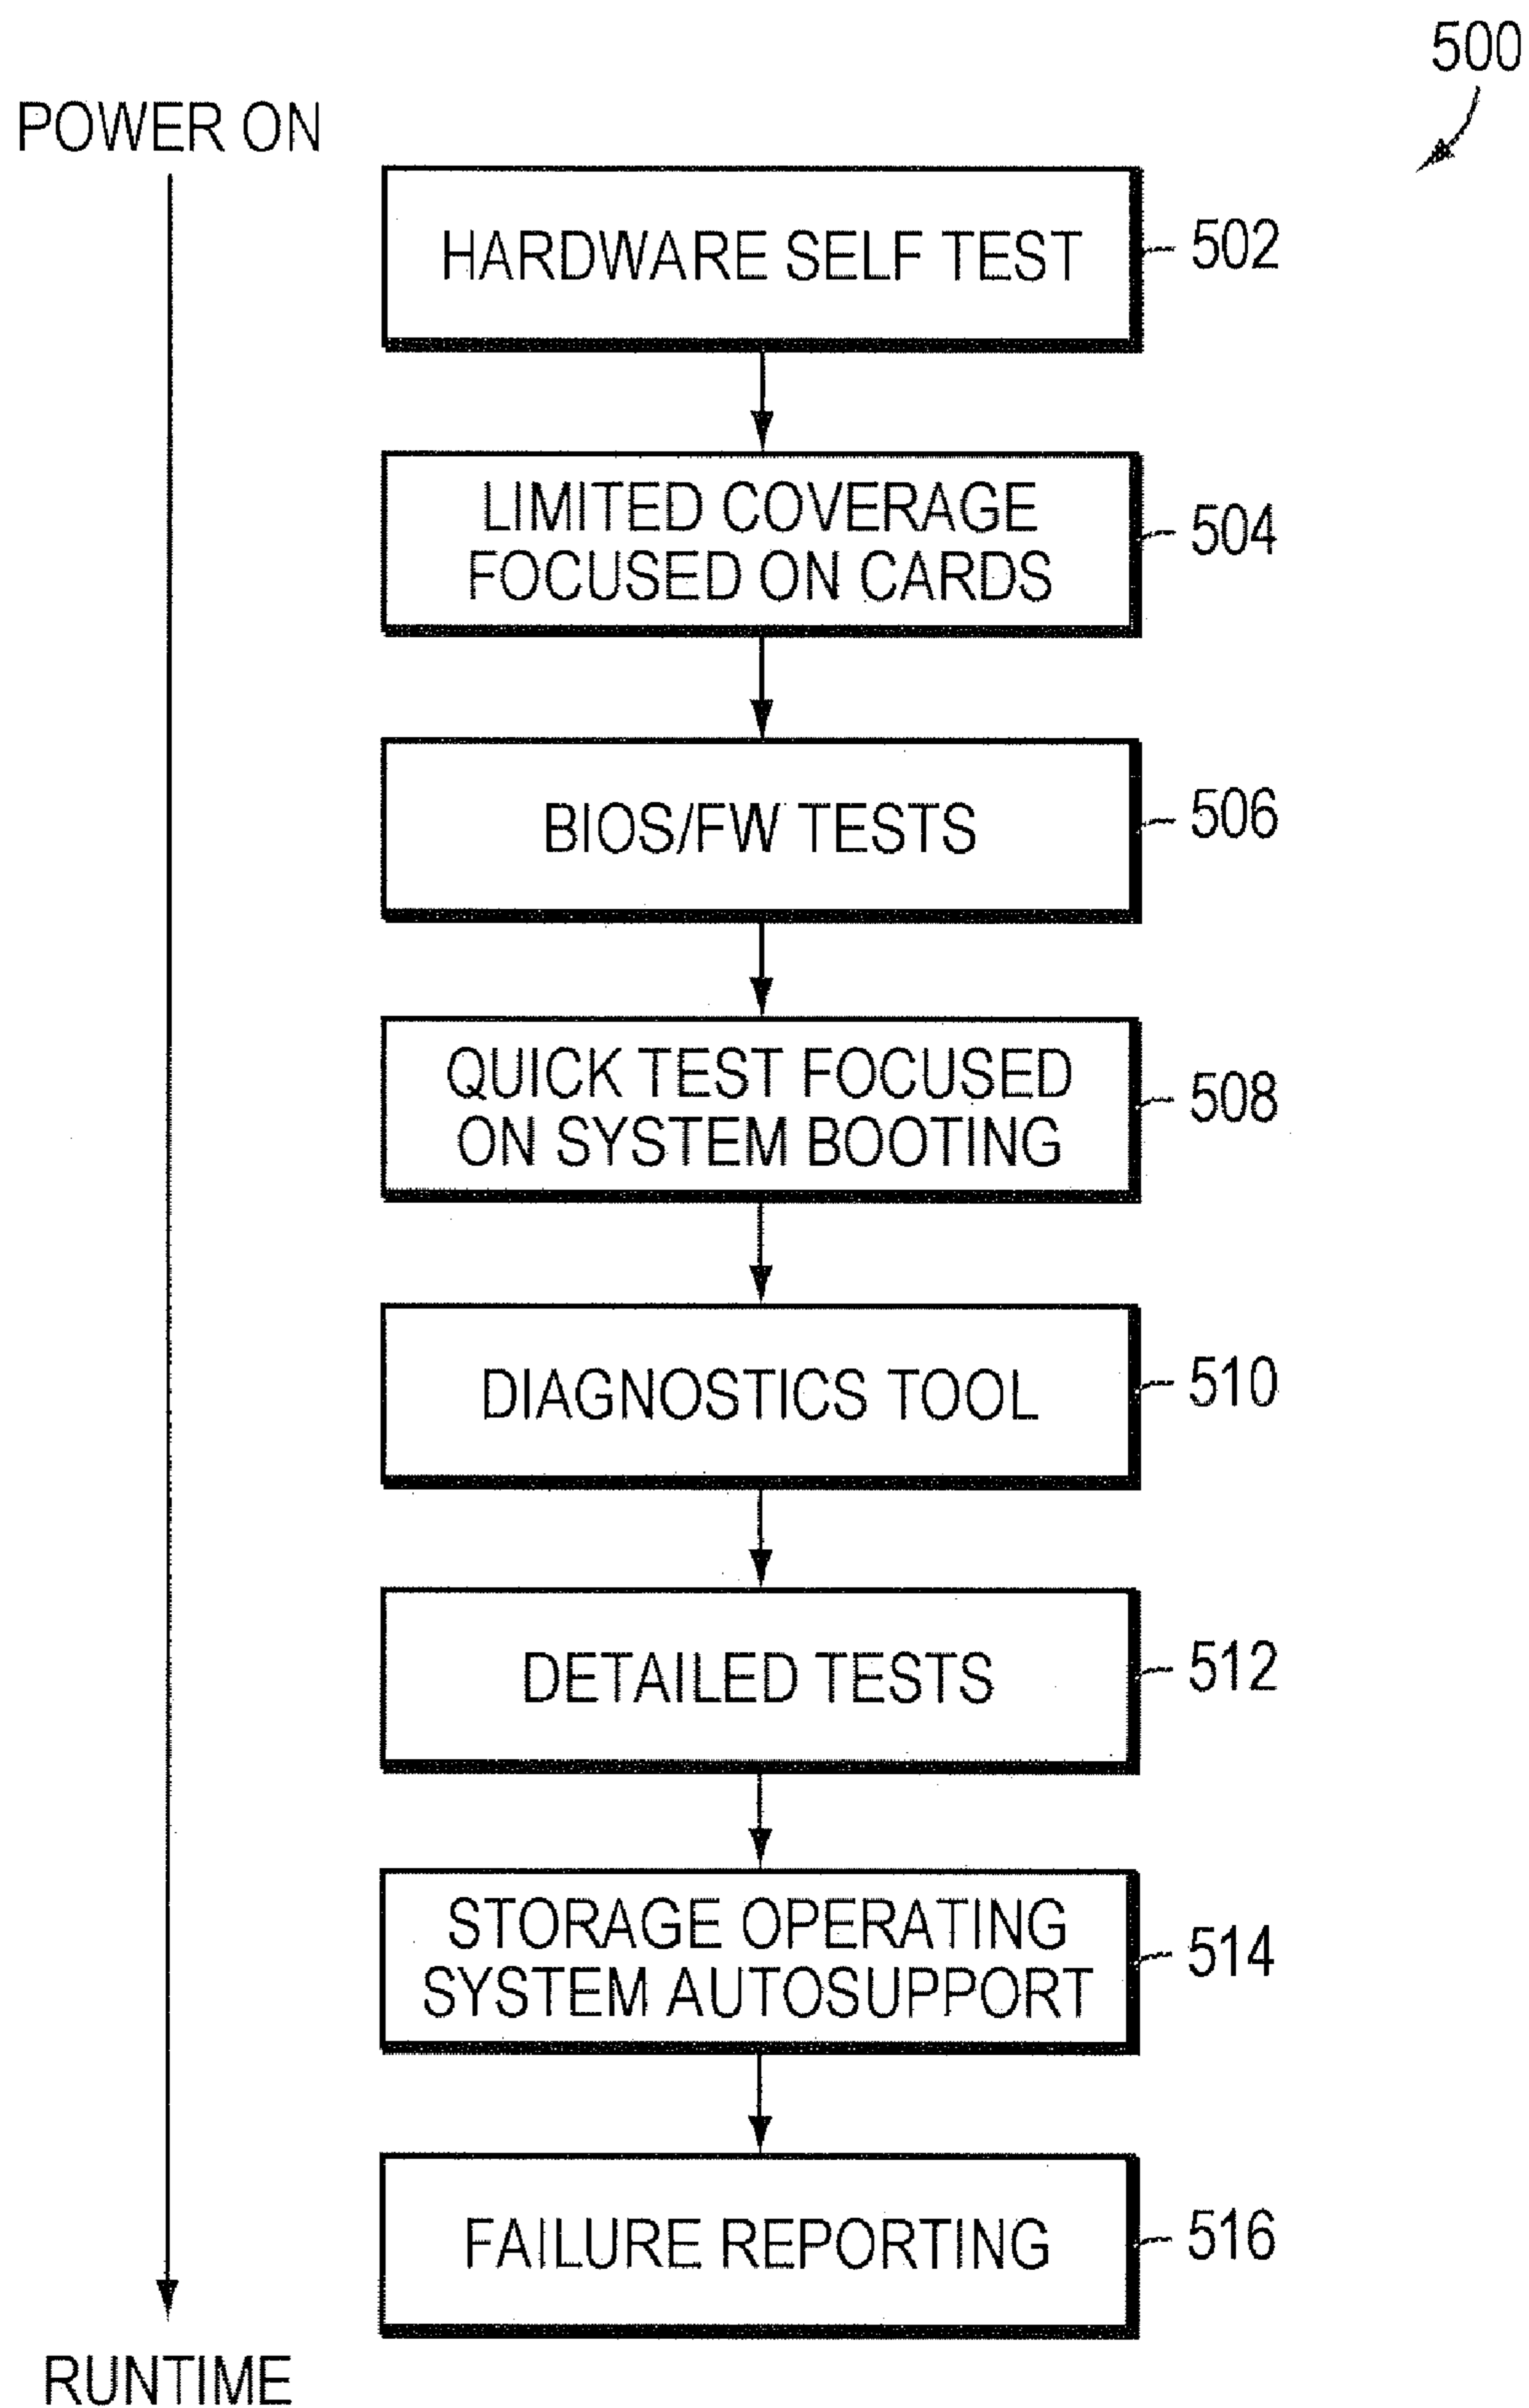 500
POWER ON
HARDWARE SELF TEST
502
LIMITED COVERAGE
FOCUSED ON CARDS
504
BIOS/FW TESTS
506
QUICK TEST FOCUSED
ON SYSTEM BOOTING
508
DIAGNOSTICS TOOL
510
DETAILED TESTS
512
STORAGE OPERATING
SYSTEM AUTOSUPPORT
514
FAILURE REPORTING
516
RUNTIME